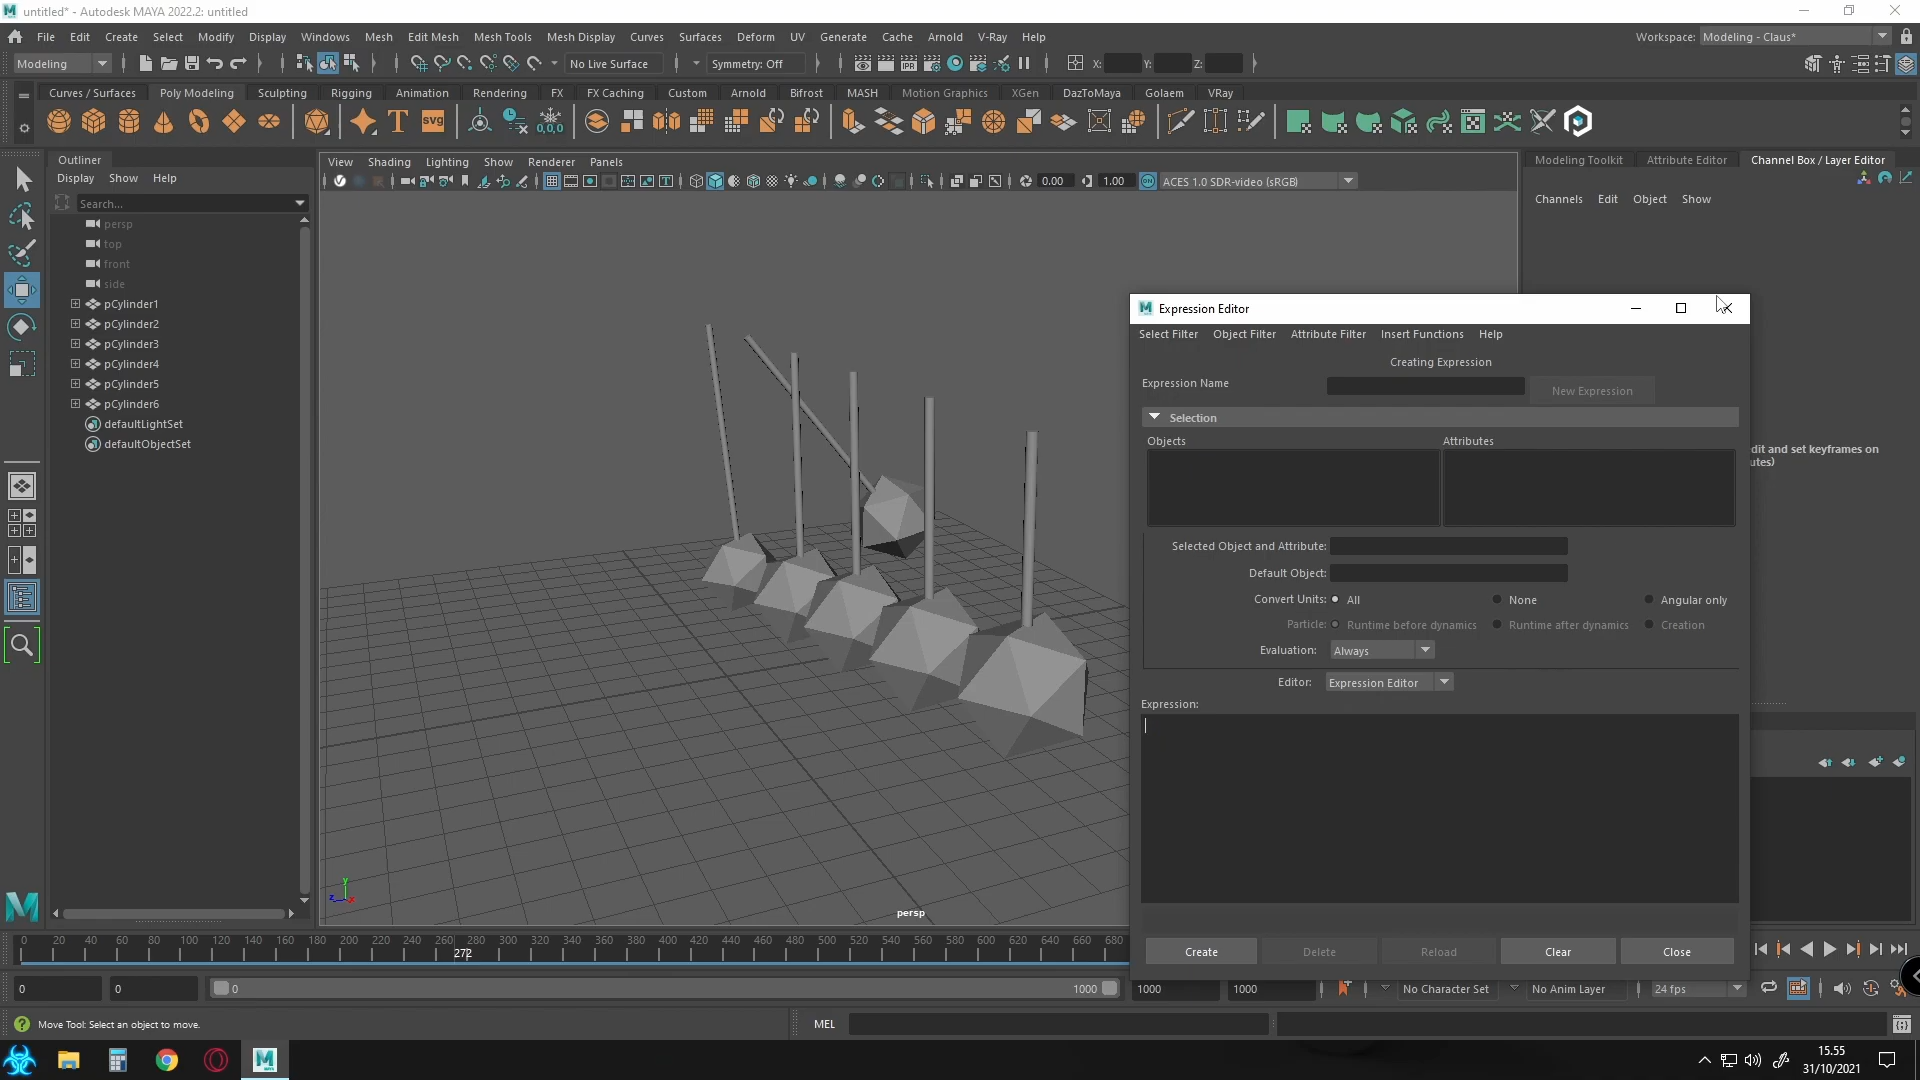 untitled* - Autodesk MAYA 2022.2: untitled
File Edit Create Select Modify Display Windows Mesh Edit Mesh Mesh Tools Mesh Display Curves Surfaces Deform UV Generate Cache Arnold V-Ray Help
Workspace: Modeling - Claus*
Modeling
No Live Surface
Symmetry: Off
X:
Y:
Z:
Curves / Surfaces Poly Modeling Sculpting Rigging Animation Rendering FX FX Caching Custom Arnold Bifrost MASH Motion Graphics XGen DazToMaya Golaem VRay
T
svg
0,0,0
Outliner
Display Show Help
Search...
persp
top
front
side
pCylinder1
pCylinder2
pCylinder3
pCylinder4
pCylinder5
pCylinder6
defaultLightSet
defaultObjectSet
View Shading Lighting Show Renderer Panels
0.00
1.00
ACES 1.0 SDR-video (sRGB)
persp
Modeling Toolkit Attribute Editor Channel Box / Layer Editor
Channels Edit Object Show
dit and set keyframes on
utes)
Expression Editor
Select Filter Object Filter Attribute Filter Insert Functions Help
Creating Expression
Expression Name
New Expression
Selection
Objects
Attributes
Selected Object and Attribute:
Default Object:
Convert Units: All None Angular only
Particle: Runtime before dynamics Runtime after dynamics Creation
Evaluation: Always
Editor: Expression Editor
Expression:
Create Delete Reload Clear Close
0 20 40 60 80 100 120 140 160 180 200 220 240 260 280 300 320 340 360 380 400 420 440 460 480 500 520 540 560 580 600 620 640 660 680
272
0
0
0
1000
1000
1000
No Character Set
No Anim Layer
24 fps
Move Tool: Select an object to move.
MEL
15.55
31/10/2021